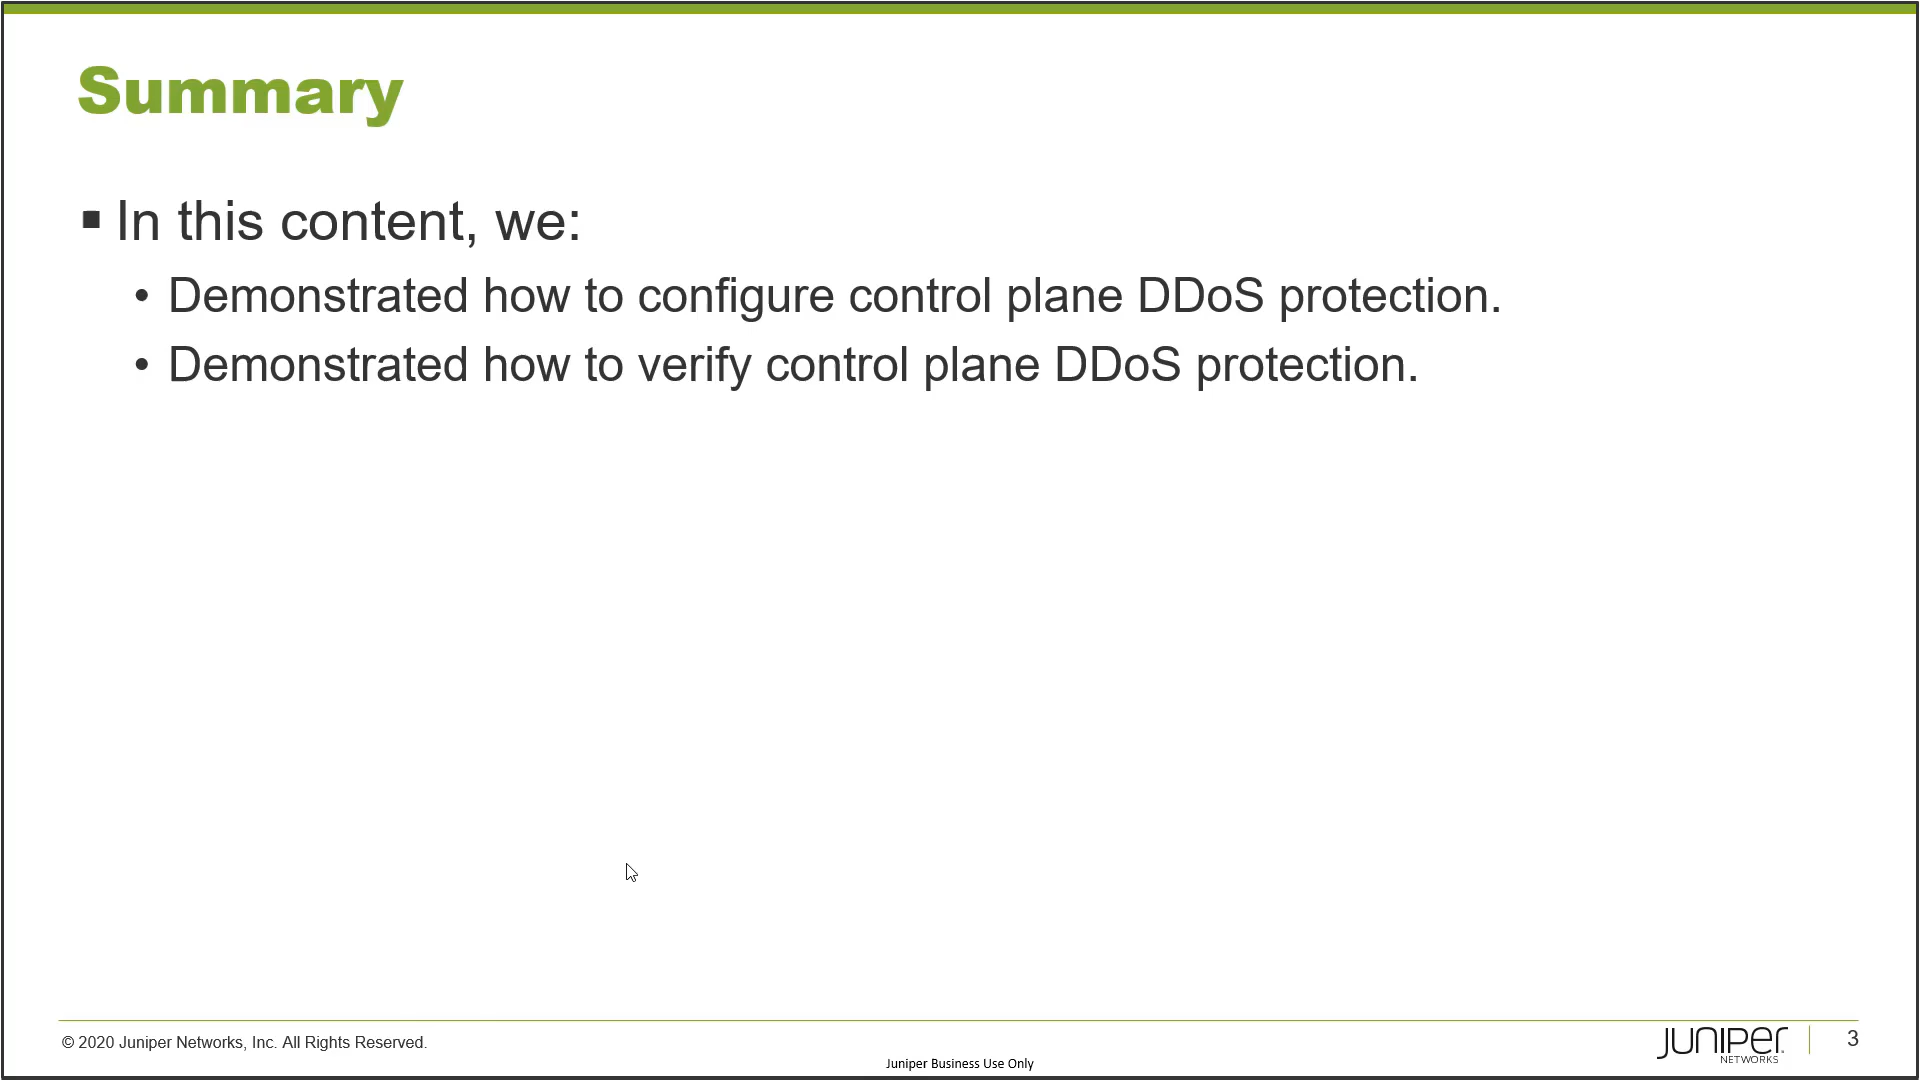 Summary
In this content, we:
• Demonstrated how to configure control plane DDoS protection.
• Demonstrated how to verify control plane DDoS protection.
© 2020 Juniper Networks, Inc. All Rights Reserved.
Juniper Business Use Only
JUNIPER
NETWORKS
3